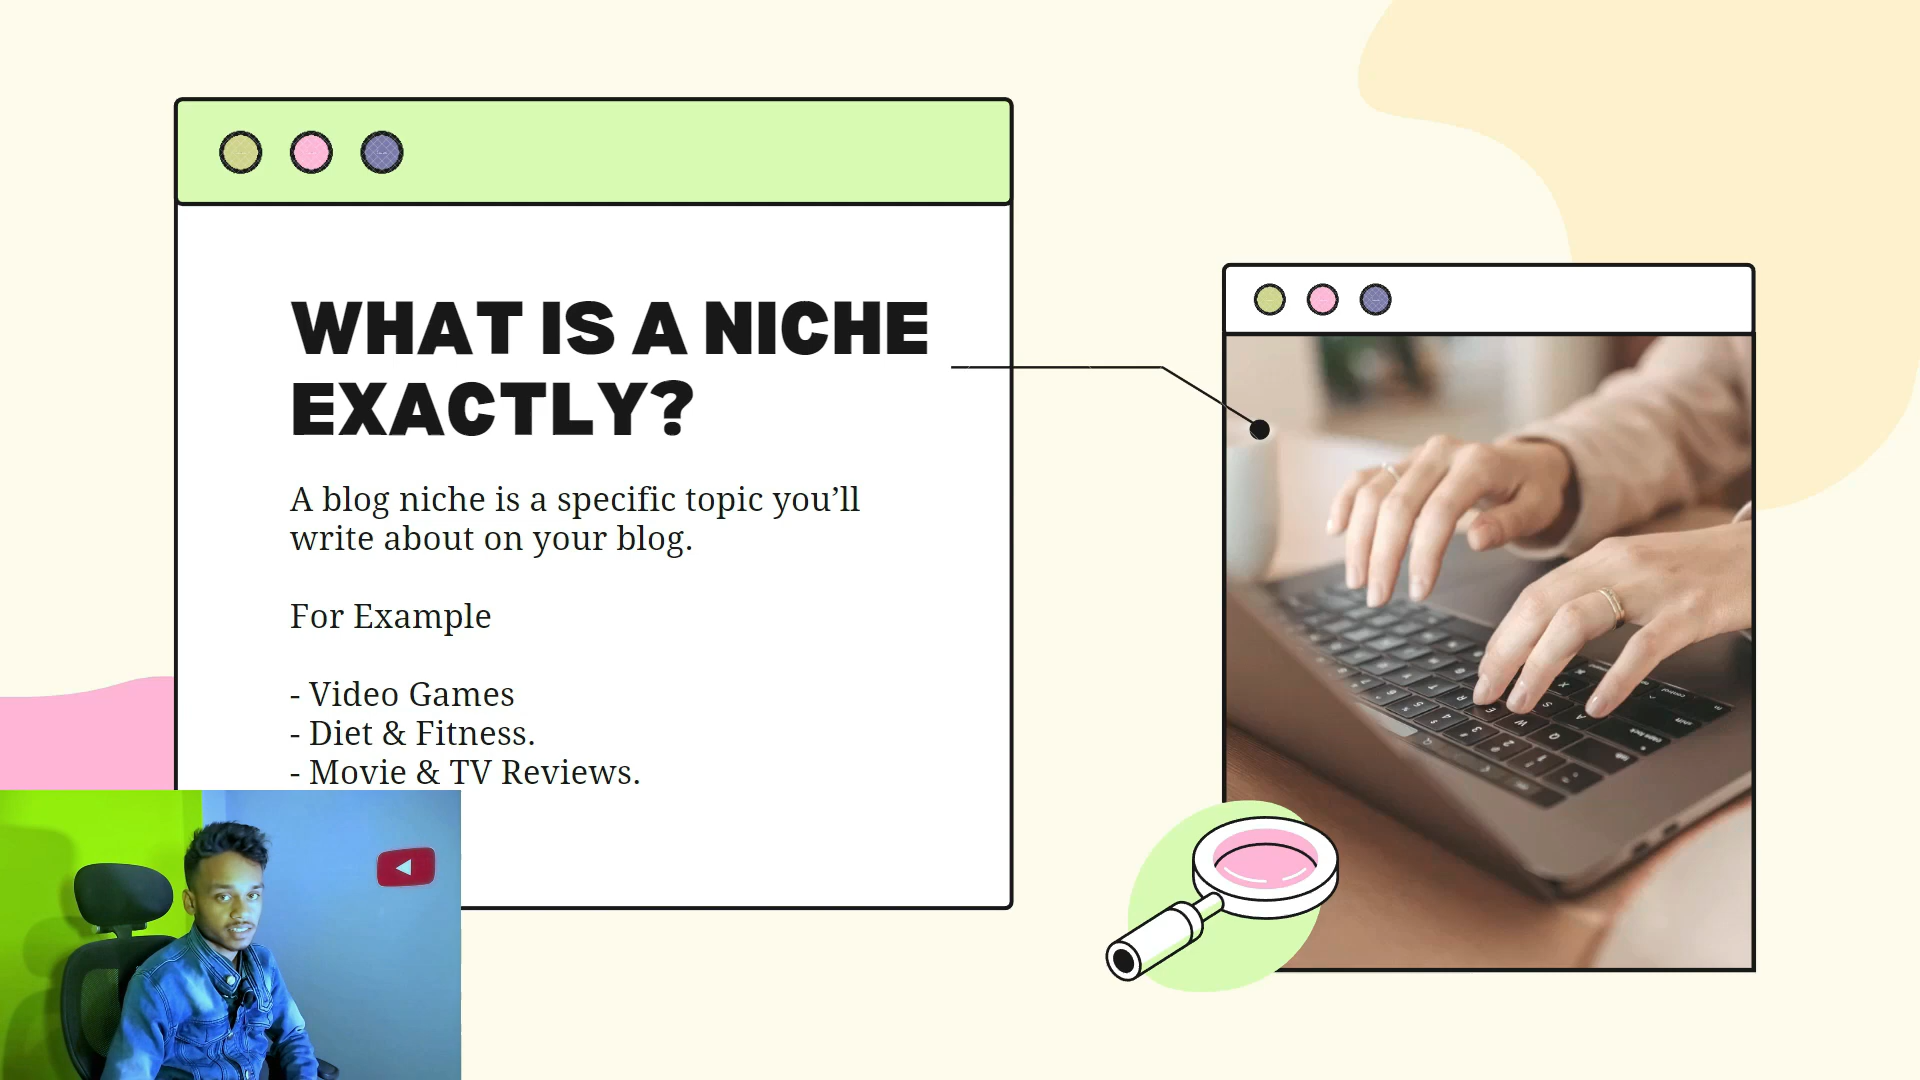 WHAT IS A NICHE
EXACTLY?
A blog niche is a specific topic you’ll
write about on your blog.
For Example
- Video Games
- Diet & Fitness.
- Movie & TV Reviews.